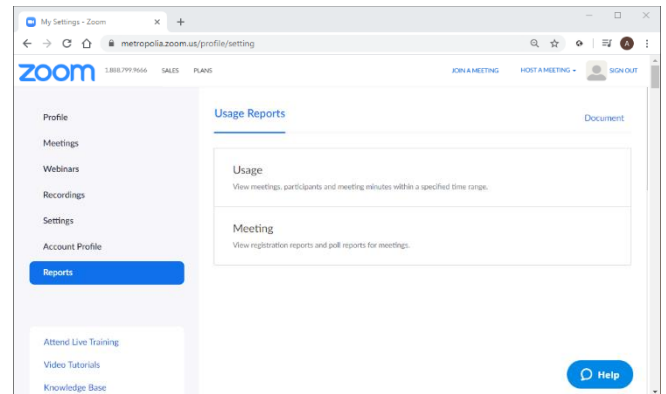 My Settings - Zoom
metropolia.zoom.us/profile/setting
A
zoom 1.888.799.9666 SALES PLANS JOIN A MEETING HOST A MEETING SIGN OUT
Profile
Meetings
Webinars
Recordings
Settings
Account Profile
Reports
Attend Live Training
Video Tutorials
Knowledge Base
Usage Reports Document
Usage
View meetings, participants and meeting minutes within a specified time range.
Meeting
View registration reports and poll reports for meetings.
Help